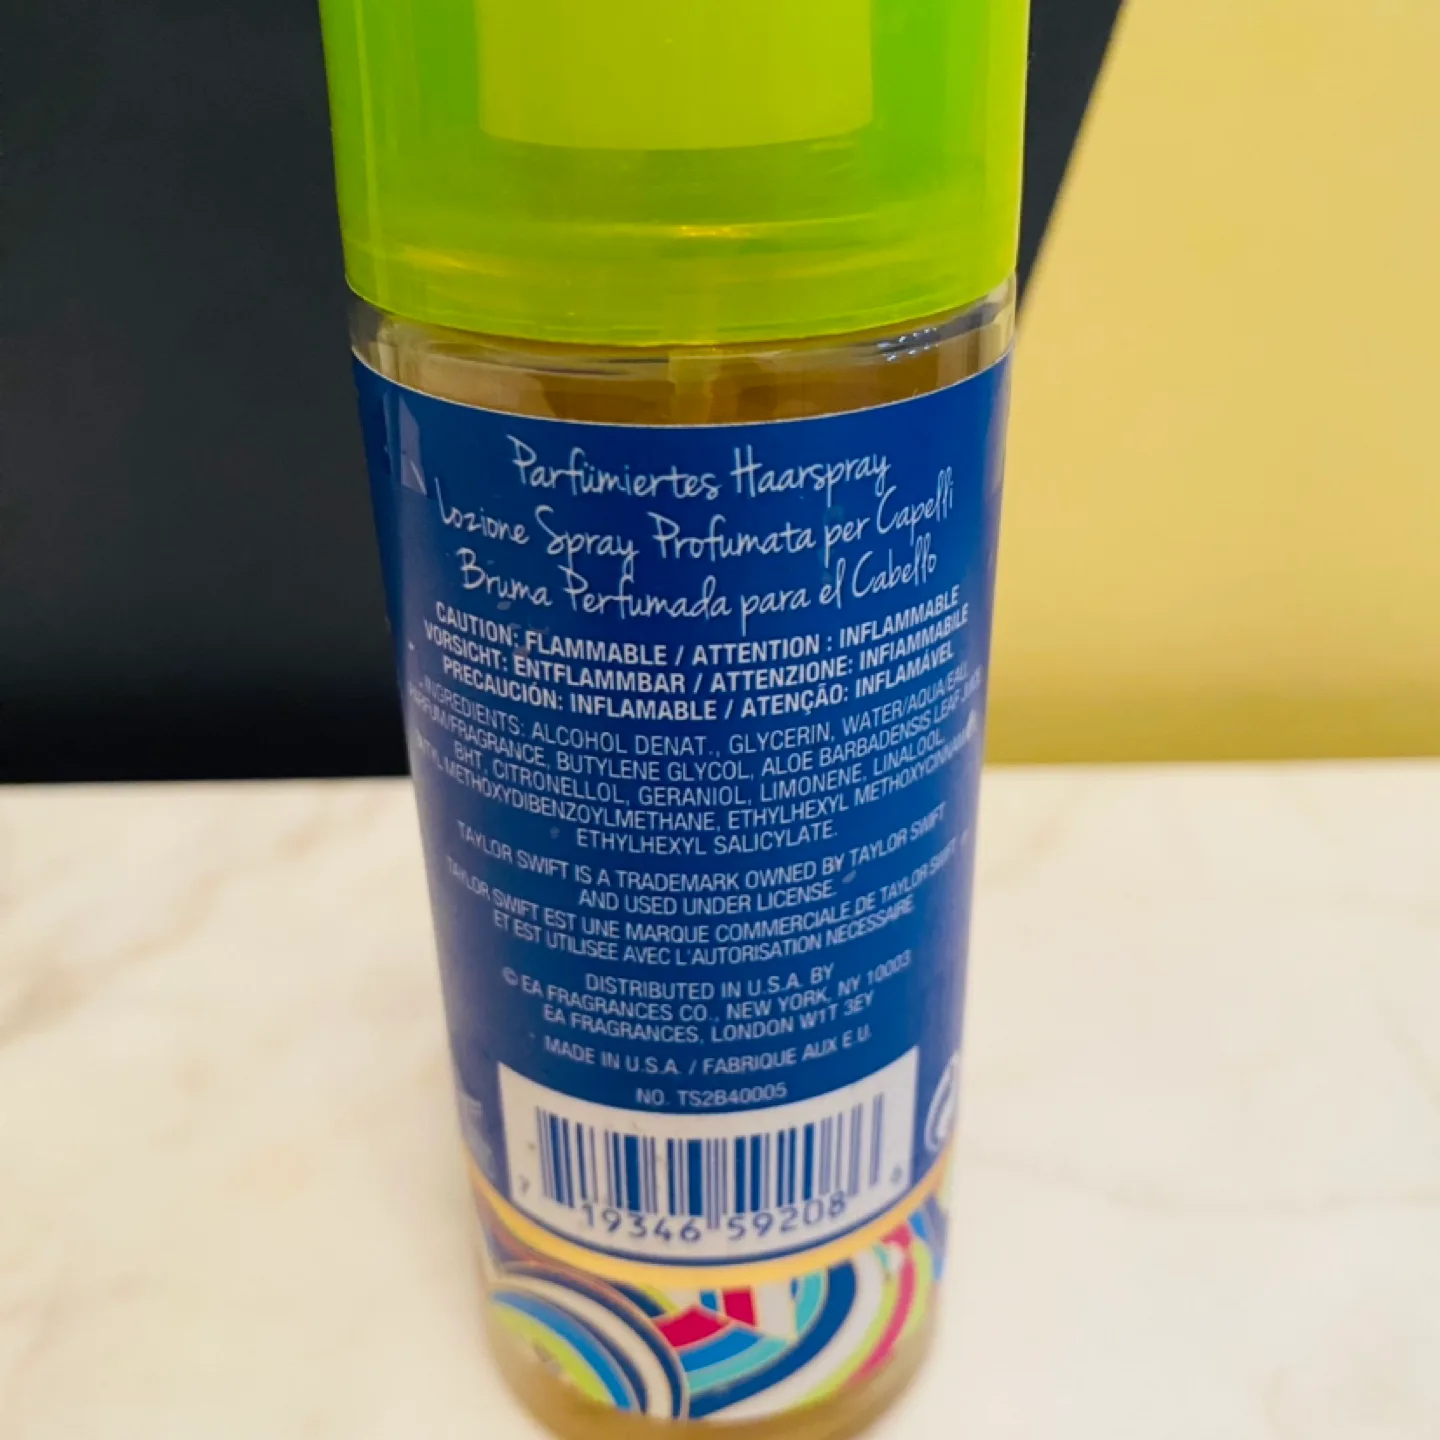 Parfümiertes Haarspray
Lozione Spray Profumata per Capelli
Bruma Perfumada para el Cabello
CAUTION: FLAMMABLE / ATTENTION : INFLAMMABLE
VORSICHT: ENTFLAMMBAR / ATTENZIONE: INFIAMMABILE
PRECAUCIÓN: INFLAMABLE / ATENÇÃO: INFLAMÁVEL
INGREDIENTS: ALCOHOL DENAT., GLYCERIN, WATER/AQUA/EAU,
PARFUM/FRAGRANCE, BUTYLENE GLYCOL, ALOE BARBADENSIS LEAF JUICE,
BHT, CITRONELLOL, GERANIOL, LIMONENE, LINALOOL,
METHOXYDIBENZOYLMETHANE, ETHYLHEXYL METHOXYCINNAMATE,
ETHYLHEXYL SALICYLATE.
TAYLOR SWIFT IS A TRADEMARK OWNED BY TAYLOR SWIFT
AND USED UNDER LICENSE.
TAYLOR SWIFT EST UNE MARQUE COMMERCIALE DE TAYLOR SWIFT
ET EST UTILISEE AVEC L'AUTORISATION NECESSAIRE.
DISTRIBUTED IN U.S.A. BY
© EA FRAGRANCES CO., NEW YORK, NY 10003
EA FRAGRANCES, LONDON W1T 3EY
MADE IN U.S.A. / FABRIQUE AUX E.U.
NO. TS2B40005
7 19346 59208 8